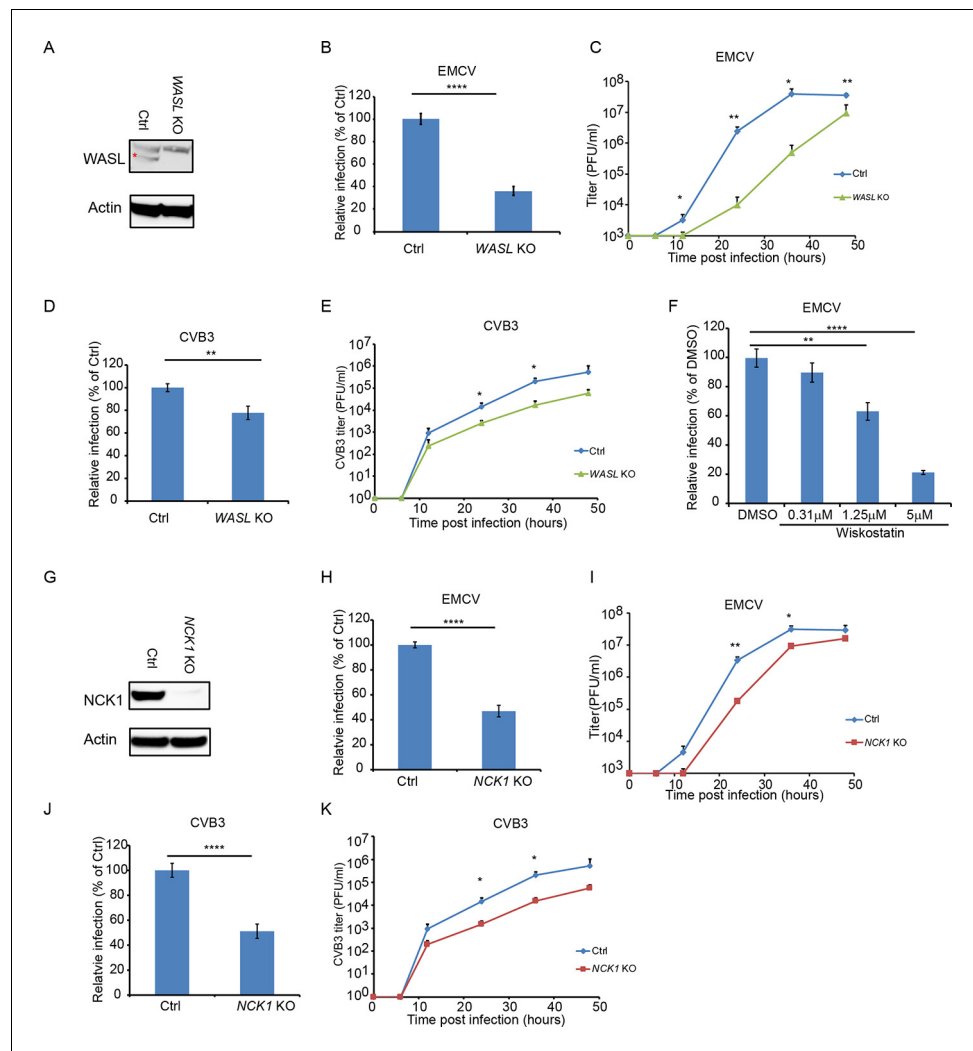 A
Ctrl
WASL KO
WASL
*
Actin
B
EMCV
****
Relative infection (% of Ctrl)
120
100
80
60
40
20
0
Ctrl
WASL KO
C
EMCV
Titer (PFU/ml)
10^8
10^7
10^6
10^5
10^4
10^3
*
**
*
**
Ctrl
WASL KO
0 10 20 30 40 50
Time post infection (hours)
D
CVB3
**
Relative infection (% of Ctrl)
120
100
80
60
40
20
0
Ctrl
WASL KO
E
CVB3
CVB3 titer (PFU/ml)
10^7
10^6
10^5
10^4
10^3
10^2
10^1
10^0
*
*
Ctrl
WASL KO
0 10 20 30 40 50
Time post infection (hours)
F
EMCV
****
**
Relative infection (% of DMSO)
120
100
80
60
40
20
0
DMSO 0.31μM 1.25μM 5μM
Wiskostatin
G
Ctrl
NCK1 KO
NCK1
Actin
H
EMCV
****
Relatvie infection (% of Ctrl)
120
100
80
60
40
20
0
Ctrl
NCK1 KO
I
EMCV
Titer(PFU/ml)
10^8
10^7
10^6
10^5
10^4
10^3
**
*
Ctrl
NCK1 KO
0 10 20 30 40 50
Time post infection (hours)
J
CVB3
****
Relatvie infection (% of Ctrl)
120
100
80
60
40
20
0
Ctrl
NCK1 KO
K
CVB3
CVB3 titer (PFU/ml)
10^7
10^6
10^5
10^4
10^3
10^2
10^1
10^0
*
*
Ctrl
NCK1 KO
0 10 20 30 40 50
Time post infection (hours)